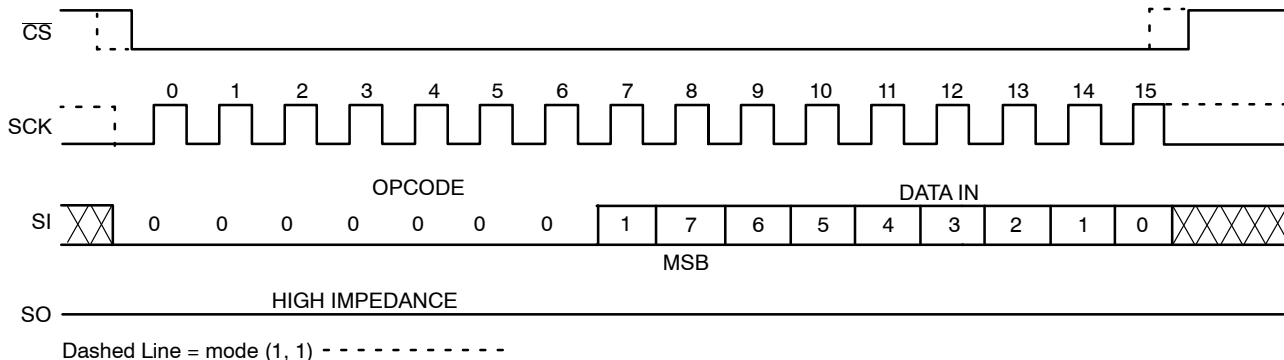 C̅S̅
0 1 2 3 4 5 6 7 8 9 10 11 12 13 14 15
SCK
OPCODE DATA IN
SI 0 0 0 0 0 0 0 1 7 6 5 4 3 2 1 0
MSB
HIGH IMPEDANCE
SO
Dashed Line = mode (1, 1)